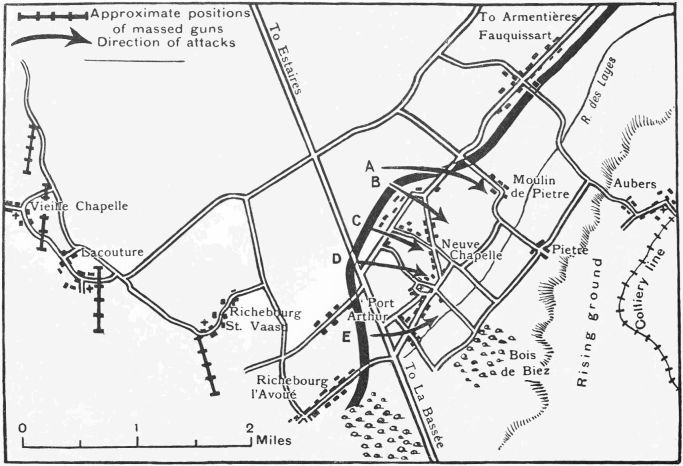 Approximate positions
of massed guns
Direction of attacks
To Estaires
To Armentières
Fauquissart
R. des Layes
A
B
Moulin
de Pietre
Aubers
Vieille Chapelle
C
Neuve
Chapelle
Pietre
Lacouture
D
Colliery line
Rising ground
Port
Arthur
Richebourg
St. Vaast
E
Bois
de Biez
Richebourg
l'Avoué
To La Bassée
0
2
Miles